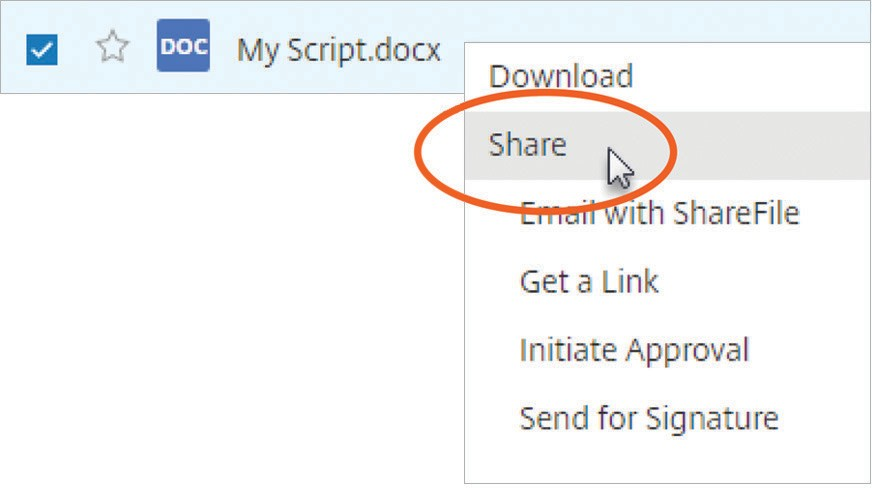 DOC My Script.docx
Download
Share
Email with ShareFile
Get a Link
Initiate Approval
Send for Signature